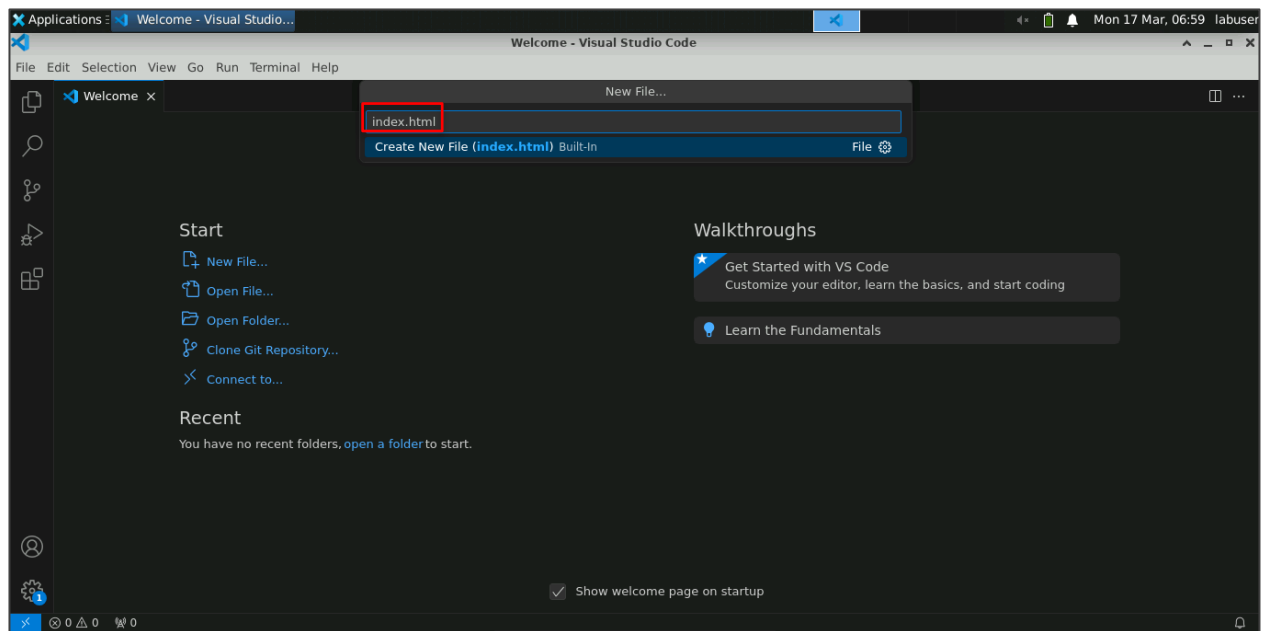 Applications Welcome - Visual Studio... Mon 17 Mar, 06:59 labuser
Welcome - Visual Studio Code
File Edit Selection View Go Run Terminal Help
Welcome
New File...
index.html
Create New File (index.html) Built-In File
Start
New File...
Open File...
Open Folder...
Clone Git Repository...
Connect to...
Recent
You have no recent folders, open a folder to start.
Walkthroughs
Get Started with VS Code
Customize your editor, learn the basics, and start coding
Learn the Fundamentals
Show welcome page on startup
1
0 0 0